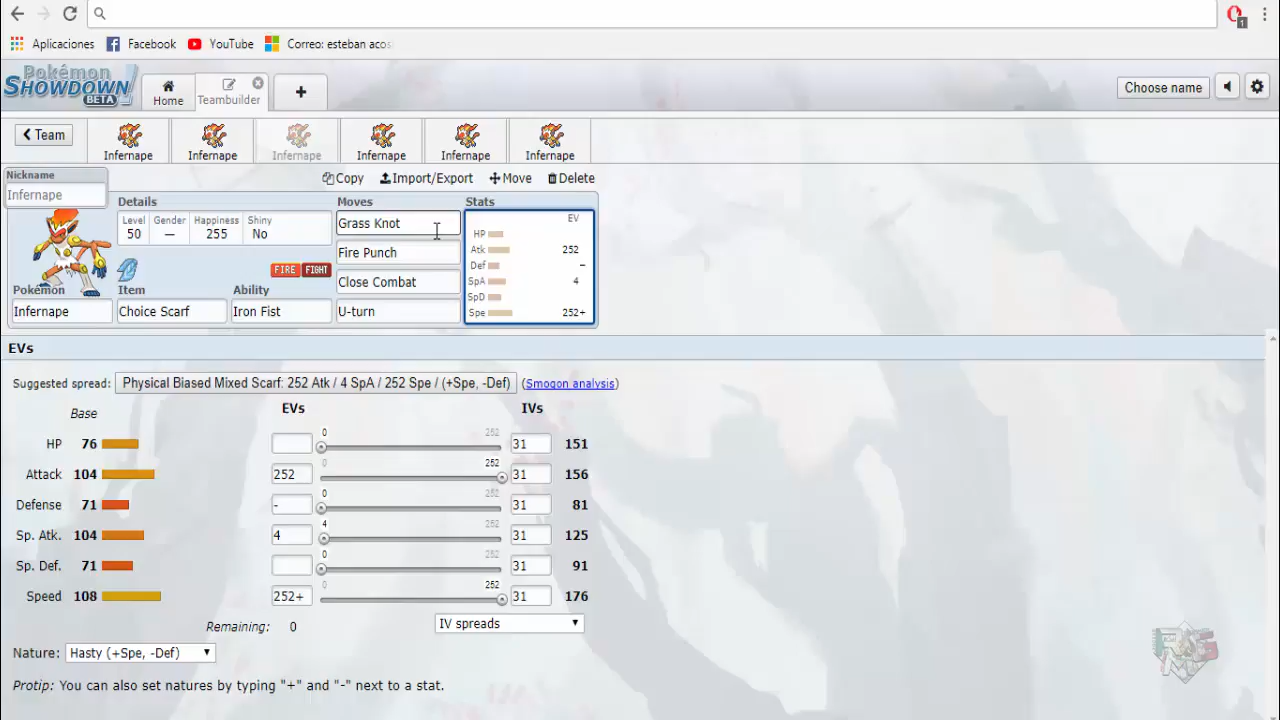 Aplicaciones Facebook YouTube Correo: esteban acos
1
Pokémon
SHOWDOWN
BETA
Home Teambuilder +
Choose name
Team Infernape Infernape Infernape Infernape Infernape Infernape
Nickname
Infernape
Copy Import/Export Move Delete
Details Moves Stats
Level Gender Happiness Shiny
50 — 255 No
Grass Knot
Fire Punch
Close Combat
U-turn
EV
HP
Atk 252
Def –
SpA 4
SpD
Spe 252+
FIRE FIGHT
Pokémon Item Ability
Infernape Choice Scarf Iron Fist
EVs
Suggested spread: Physical Biased Mixed Scarf: 252 Atk / 4 SpA / 252 Spe / (+Spe, -Def) (Smogon analysis)
Base EVs IVs
HP 76 0 252 31 151
Attack 104 252 0 252 31 156
Defense 71 - 0 252 31 81
Sp. Atk. 104 4 4 252 31 125
Sp. Def. 71 0 252 31 91
Speed 108 252+ 0 252 31 176
Remaining: 0 IV spreads
Nature: Hasty (+Spe, -Def)
Protip: You can also set natures by typing "+" and "-" next to a stat.